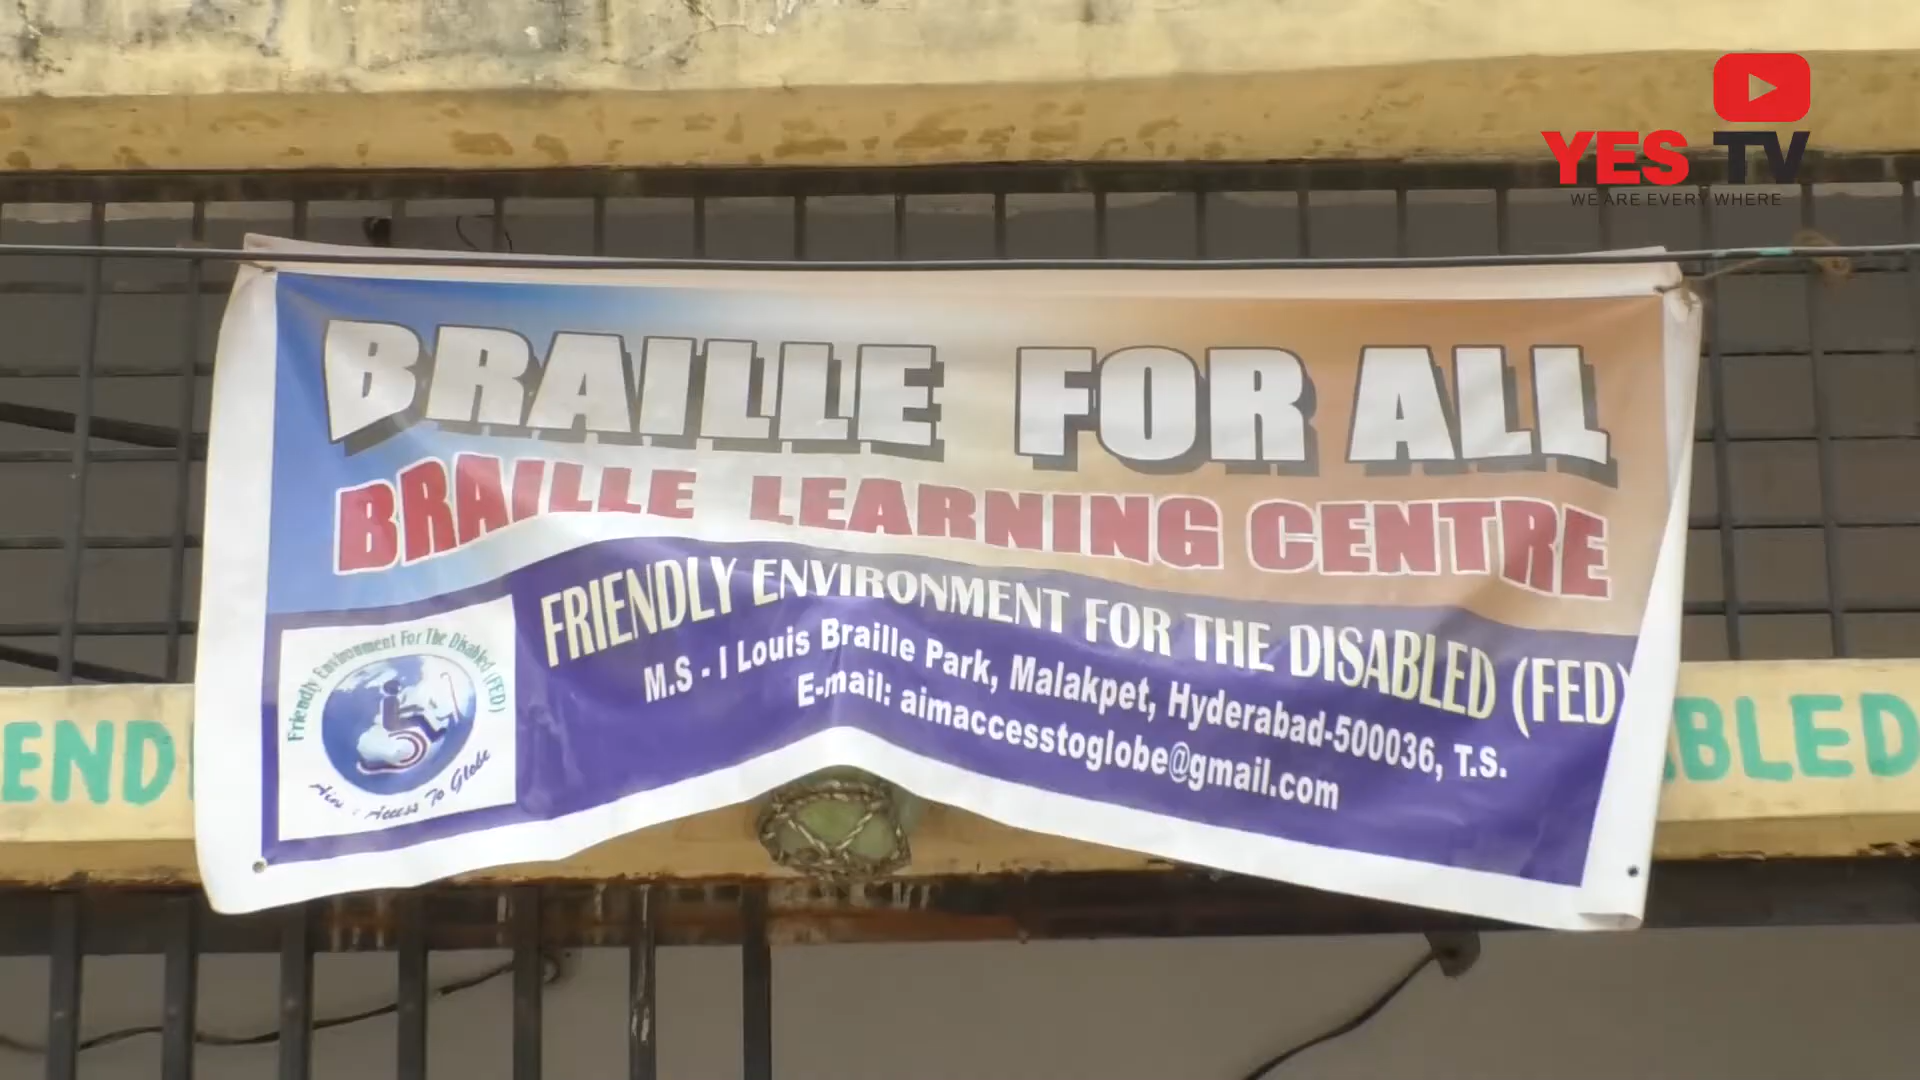 YES TV
WE ARE EVERY WHERE
BRAILLE FOR ALL
BRAILLE LEARNING CENTRE
FRIENDLY ENVIRONMENT FOR THE DISABLED (FED)
M.S - I Louis Braille Park, Malakpet, Hyderabad-500036, T.S.
E-mail: aimaccesstoglobe@gmail.com
Friendly Environment For The Disabled (FED)
Access To Globe
END
BLED